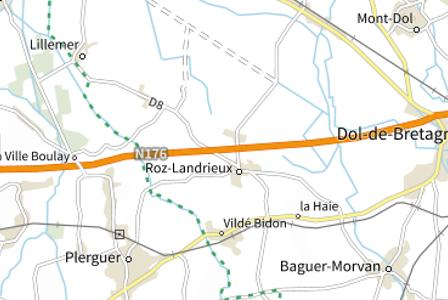 Mont-Dol
Lillemer
D8
Dol-de-Bretagn
a Ville Boulay
N176
Roz-Landrieux
la Haie
Vildé Bidon
Plerguer
Baguer-Morvan